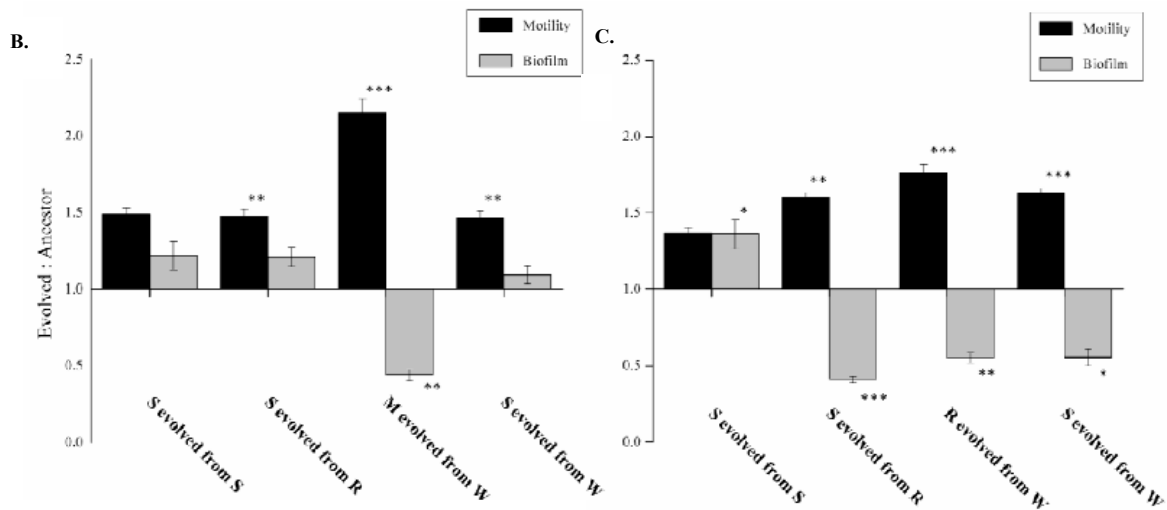 B.
Motility
Biofilm
2.5
2.0
1.5
1.0
0.5
0.0
Evolved : Ancestor
**
***
**
**
S evolved from S
S evolved from R
M evolved from W
S evolved from W
C.
Motility
Biofilm
2.5
2.0
1.5
1.0
0.5
0.0
*
**
***
***
***
**
*
S evolved from S
S evolved from R
R evolved from W
S evolved from W